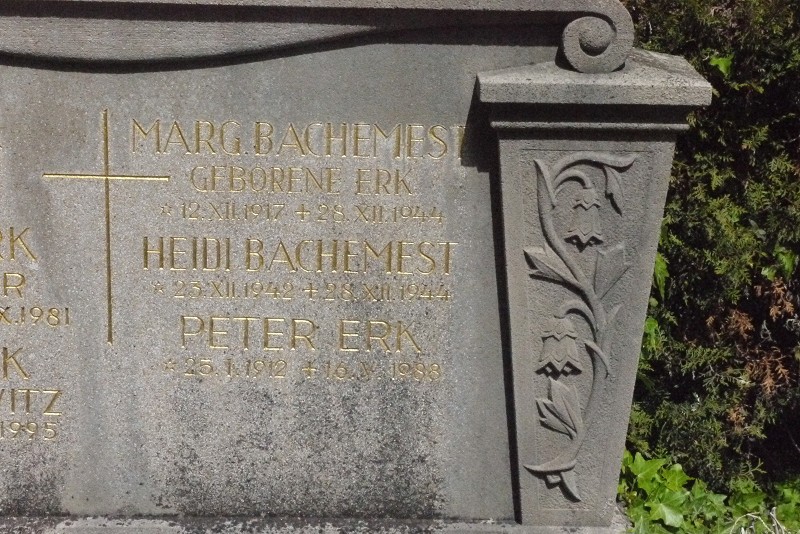 MARG. BACHEMEST
GEBORENE ERK
* 12.XII.1917 + 28.XII.1944
HEIDI BACHEMEST
* 25.XII.1942 + 28.XII.1944
PETER ERK
* 25.1.1912 + 16.V.1988
RK
R
X.1981
K
VITZ
1995